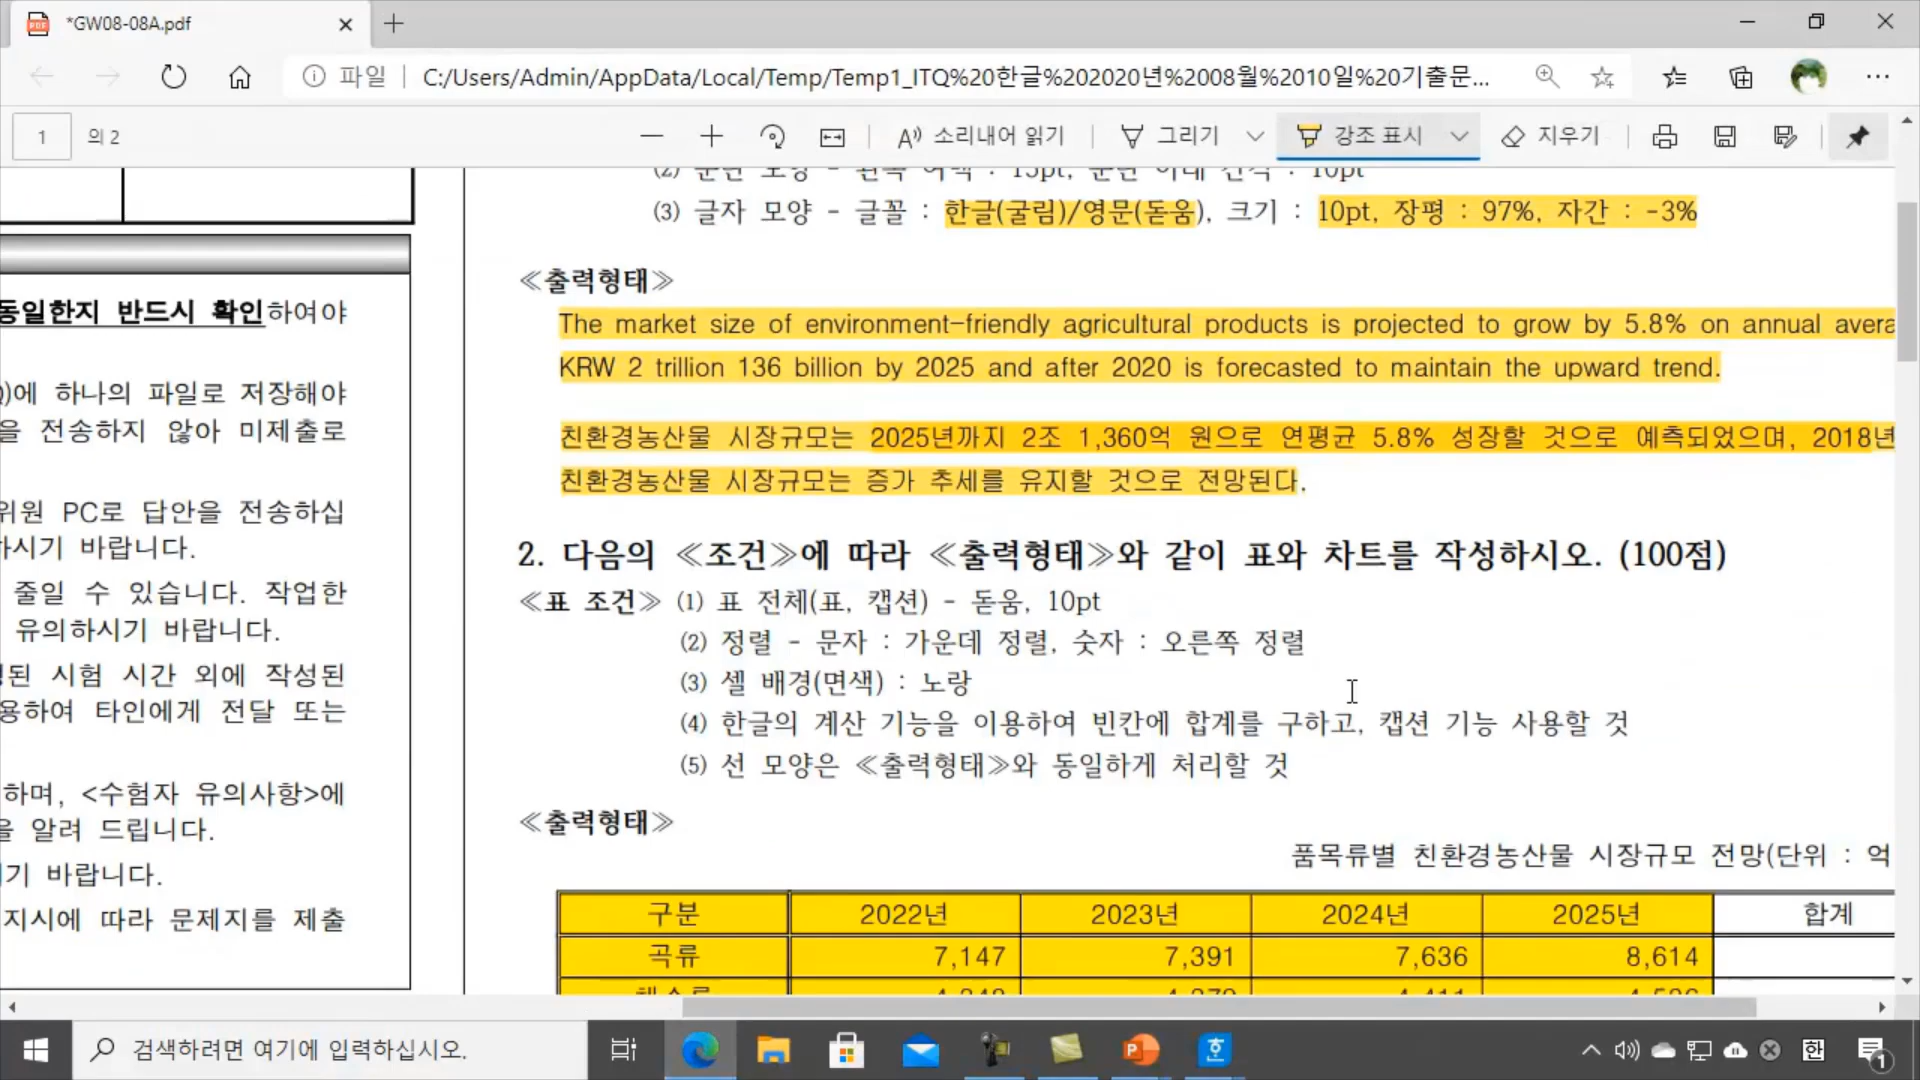 *GW08-08A.pdf
파일
C:/Users/Admin/AppData/Local/Temp/Temp1_ITQ%20한글%202020년%2008월%2010일%20기출문...
1 의 2
소리내어 읽기
그리기
강조 표시
지우기
동일한지 반드시 확인하여야
)에 하나의 파일로 저장해야
을 전송하지 않아 미제출로
위원 PC로 답안을 전송하십
하시기 바랍니다.
줄일 수 있습니다. 작업한
유의하시기 바랍니다.
된 시험 시간 외에 작성된
용하여 타인에게 전달 또는
하며, <수험자 유의사항>에
을 알려 드립니다.
기 바랍니다.
지시에 따라 문제지를 제출
(2) 문단 모양 - 왼쪽 여백 : 15pt, 문단 아래 간격 : 10pt
(3) 글자 모양 - 글꼴 : 한글(굴림)/영문(돋움), 크기 : 10pt, 장평 : 97%, 자간 : -3%
≪출력형태≫
The market size of environment-friendly agricultural products is projected to grow by 5.8% on annual avera
KRW 2 trillion 136 billion by 2025 and after 2020 is forecasted to maintain the upward trend.
친환경농산물 시장규모는 2025년까지 2조 1,360억 원으로 연평균 5.8% 성장할 것으로 예측되었으며, 2018년
친환경농산물 시장규모는 증가 추세를 유지할 것으로 전망된다.
2. 다음의 ≪조건≫에 따라 ≪출력형태≫와 같이 표와 차트를 작성하시오. (100점)
≪표 조건≫ (1) 표 전체(표, 캡션) - 돋움, 10pt
(2) 정렬 - 문자 : 가운데 정렬, 숫자 : 오른쪽 정렬
(3) 셀 배경(면색) : 노랑
(4) 한글의 계산 기능을 이용하여 빈칸에 합계를 구하고, 캡션 기능 사용할 것
(5) 선 모양은 ≪출력형태≫와 동일하게 처리할 것
≪출력형태≫
품목류별 친환경농산물 시장규모 전망(단위 : 억
구분 2022년 2023년 2024년 2025년 합계
곡류 7,147 7,391 7,636 8,614
검색하려면 여기에 입력하십시오.
한
1